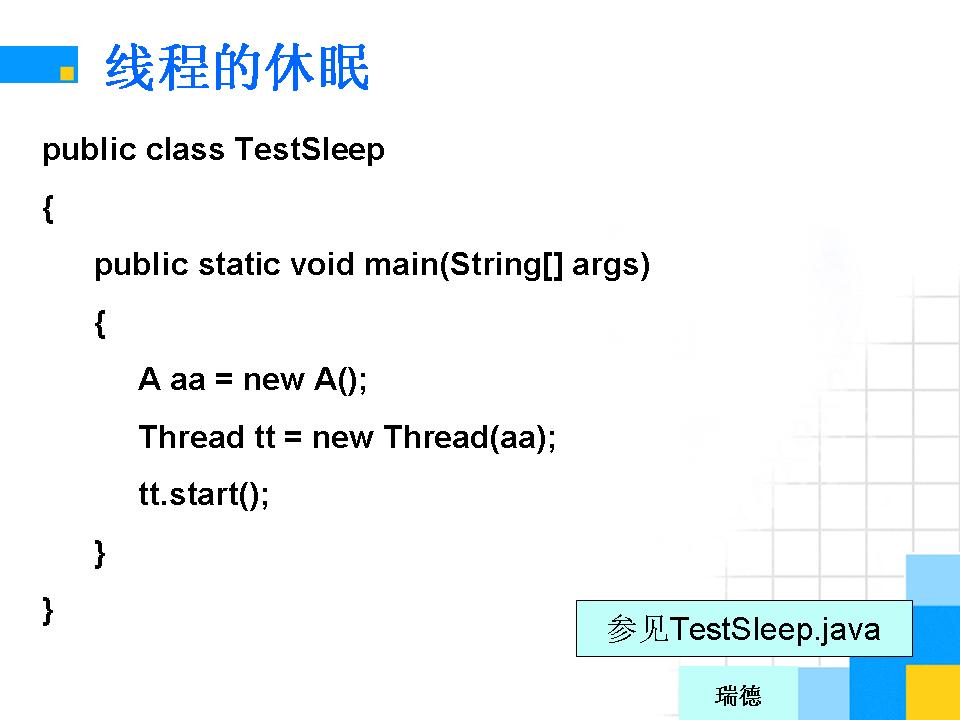 线程的休眠
public class TestSleep
{
public static void main(String[] args)
{
A aa = new A();
Thread tt = new Thread(aa);
tt.start();
}
}
参见TestSleep.java
瑞德